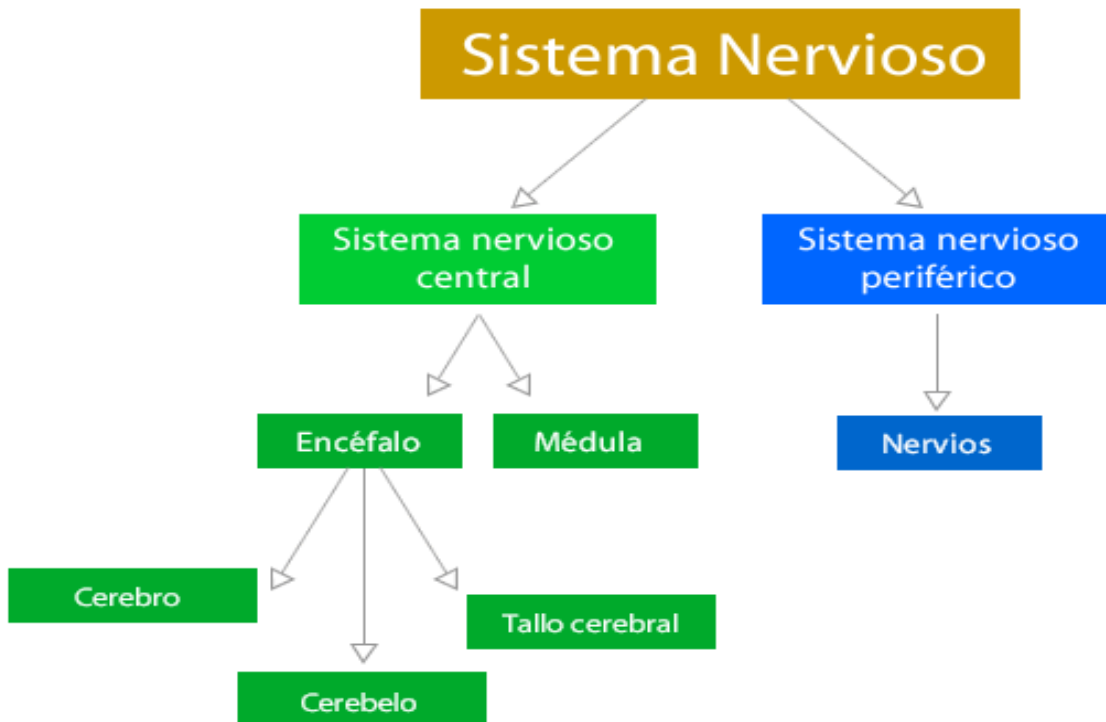 Sistema Nervioso
Sistema nervioso
central
Sistema nervioso
periférico
Encéfalo
Médula
Nervios
Cerebro
Tallo cerebral
Cerebelo